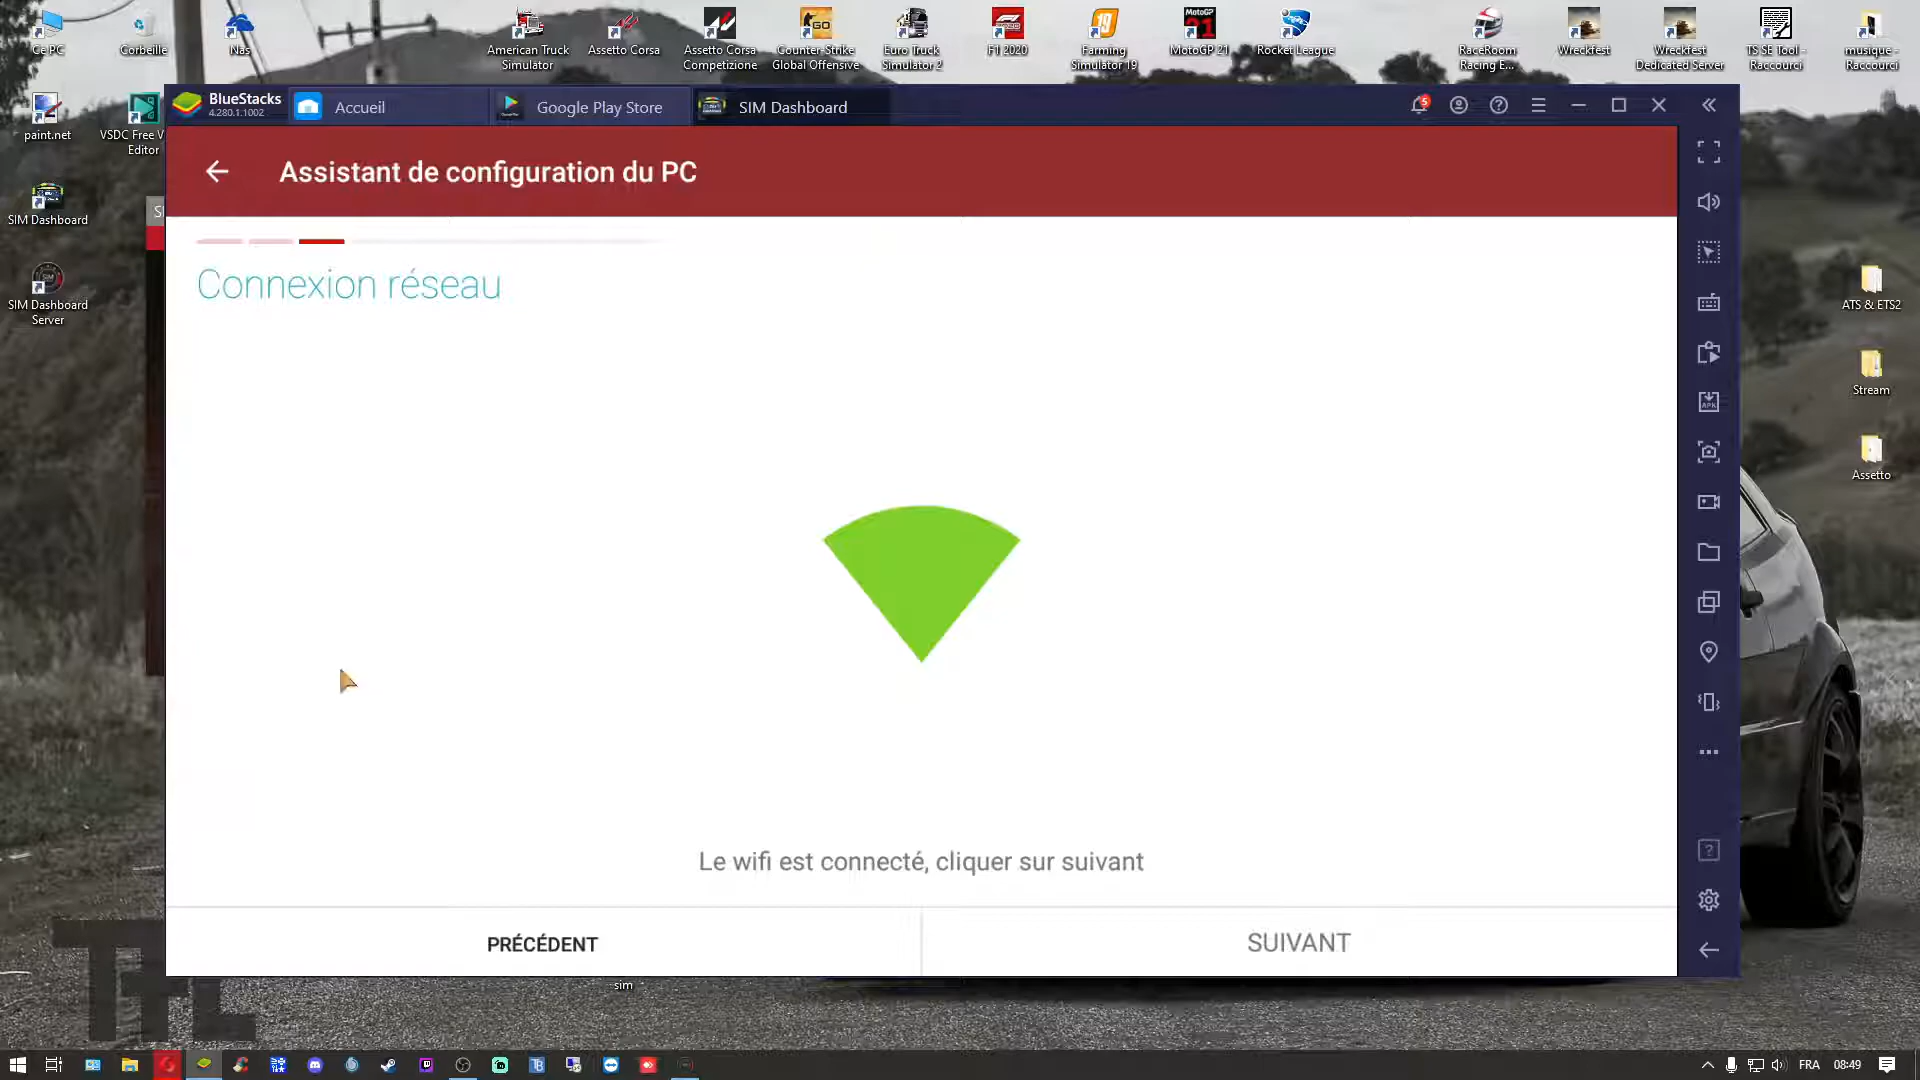 Ce PC
Corbeille
Nas
American Truck
Simulator
Assetto Corsa
Assetto Corsa
Competizione
Counter-Strike
Global Offensive
Euro Truck
Simulator 2
F1 2020
Farming
Simulator 19
MotoGP 21
Rocket League
RaceRoom
Racing E...
Wreckfest
Wreckfest
Dedicated Server
TS SE Tool -
Raccourci
musique -
Raccourci
BlueStacks
4.280.1.1002
Accueil
Google Play Store
SIM Dashboard
5
paint.net
VSDC Free V
Editor
SIM Dashboard
SIM Dashboard
Server
Assistant de configuration du PC
Connexion réseau
Le wifi est connecté, cliquer sur suivant
PRÉCÉDENT
SUIVANT
ATS & ETS2
Stream
Assetto
sim
FRA
08:49